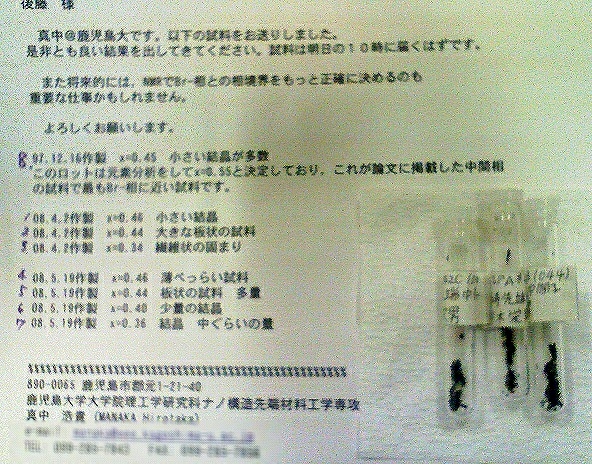 後藤　様
真中@鹿児島大です。以下の試料をお送りしました。
是非とも良い結果を出してきてください。試料は明日の１０時に届くはずです。
また将来的には，NMRでBr-相との相境界をもっと正確に決めるのも
重要な仕事かもしれません。
よろしくお願いします。
8 97.12.16作製　x=0.45　小さい結晶が多数
このロットは元素分析をしてx=0.55と決定しており，これが論文に掲載した中間相
の試料で最もBr-相に近い試料です。
1 08.4.2作製　x=0.46　小さい結晶
2 08.4.2作製　x=0.44　大きな板状の試料
3 08.4.2作製　x=0.34　繊維状の固まり
4 08.5.19作製　x=0.46　薄べっらい試料
5 08.5.19作製　x=0.44　板状の試料　多量
6 08.5.19作製　x=0.40　少量の結晶
7 08.5.19作製　x=0.36　結晶　中ぐらいの量
890-0065 鹿児島市郡元1-21-40
鹿児島大学大学院理工学研究科ナノ構造先端材料工学専攻
真中　浩貴 (MANAKA Hirotaka)